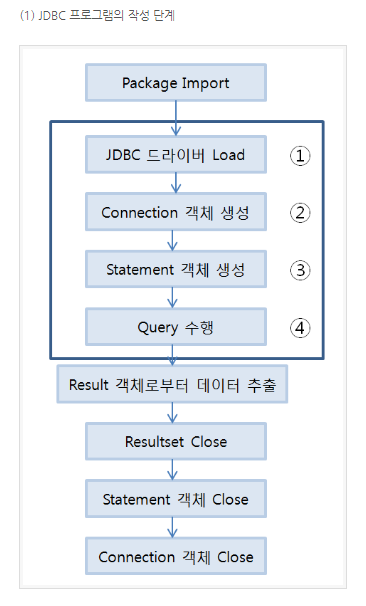 (1) JDBC 프로그램의 작성 단계
Package Import
JDBC 드라이버 Load ①
Connection 객체 생성 ②
Statement 객체 생성 ③
Query 수행 ④
Result 객체로부터 데이터 추출
Resultset Close
Statement 객체 Close
Connection 객체 Close